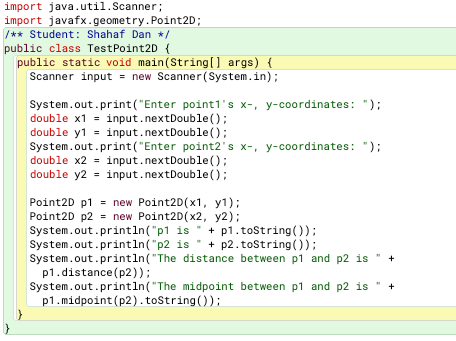 import java.util.Scanner;
import javafx.geometry.Point2D;
/** Student: Shahaf Dan */
public class TestPoint2D {
public static void main(String[] args) {
Scanner input = new Scanner(System.in);
System.out.print("Enter point1's x-, y-coordinates: ");
double x1 = input.nextDouble();
double y1 = input.nextDouble();
System.out.print("Enter point2's x-, y-coordinates: ");
double x2 = input.nextDouble();
double y2 = input.nextDouble();
Point2D p1 = new Point2D(x1, y1);
Point2D p2 = new Point2D(x2, y2);
System.out.println("p1 is " + p1.toString());
System.out.println("p2 is " + p2.toString());
System.out.println("The distance between p1 and p2 is " +
p1.distance(p2));
System.out.println("The midpoint between p1 and p2 is " +
p1.midpoint(p2).toString());
}
}